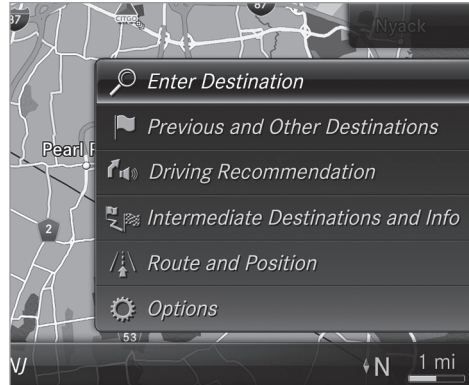 87
87
Nyack
Enter Destination
Previous and Other Destinations
Pearl R
Driving Recommendation
Intermediate Destinations and Info
2
Route and Position
Options
53
N
1 mi